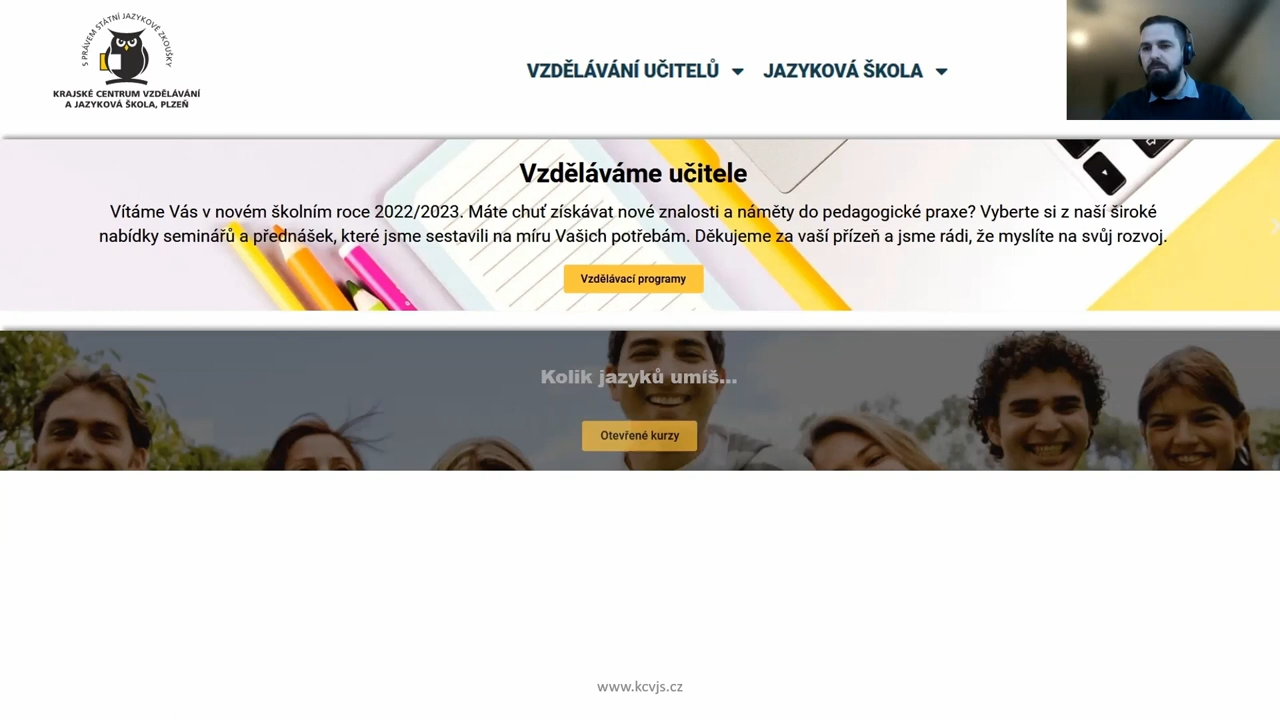 S PRÁVEM STÁTNÍ JAZYKOVÉ ZKOUŠKY
KRAJSKÉ CENTRUM VZDĚLÁVÁNÍ
A JAZYKOVÁ ŠKOLA, PLZEŇ
VZDĚLÁVÁNÍ UČITELŮ JAZYKOVÁ ŠKOLA
Vzděláváme učitele
Vítáme Vás v novém školním roce 2022/2023. Máte chuť získávat nové znalosti a náměty do pedagogické praxe? Vyberte si z naší široké
nabídky seminářů a přednášek, které jsme sestavili na míru Vašich potřebám. Děkujeme za vaší přízeň a jsme rádi, že myslíte na svůj rozvoj.
Vzdělávací programy
Kolik jazyků umíš...
Otevřené kurzy
www.kcvjs.cz